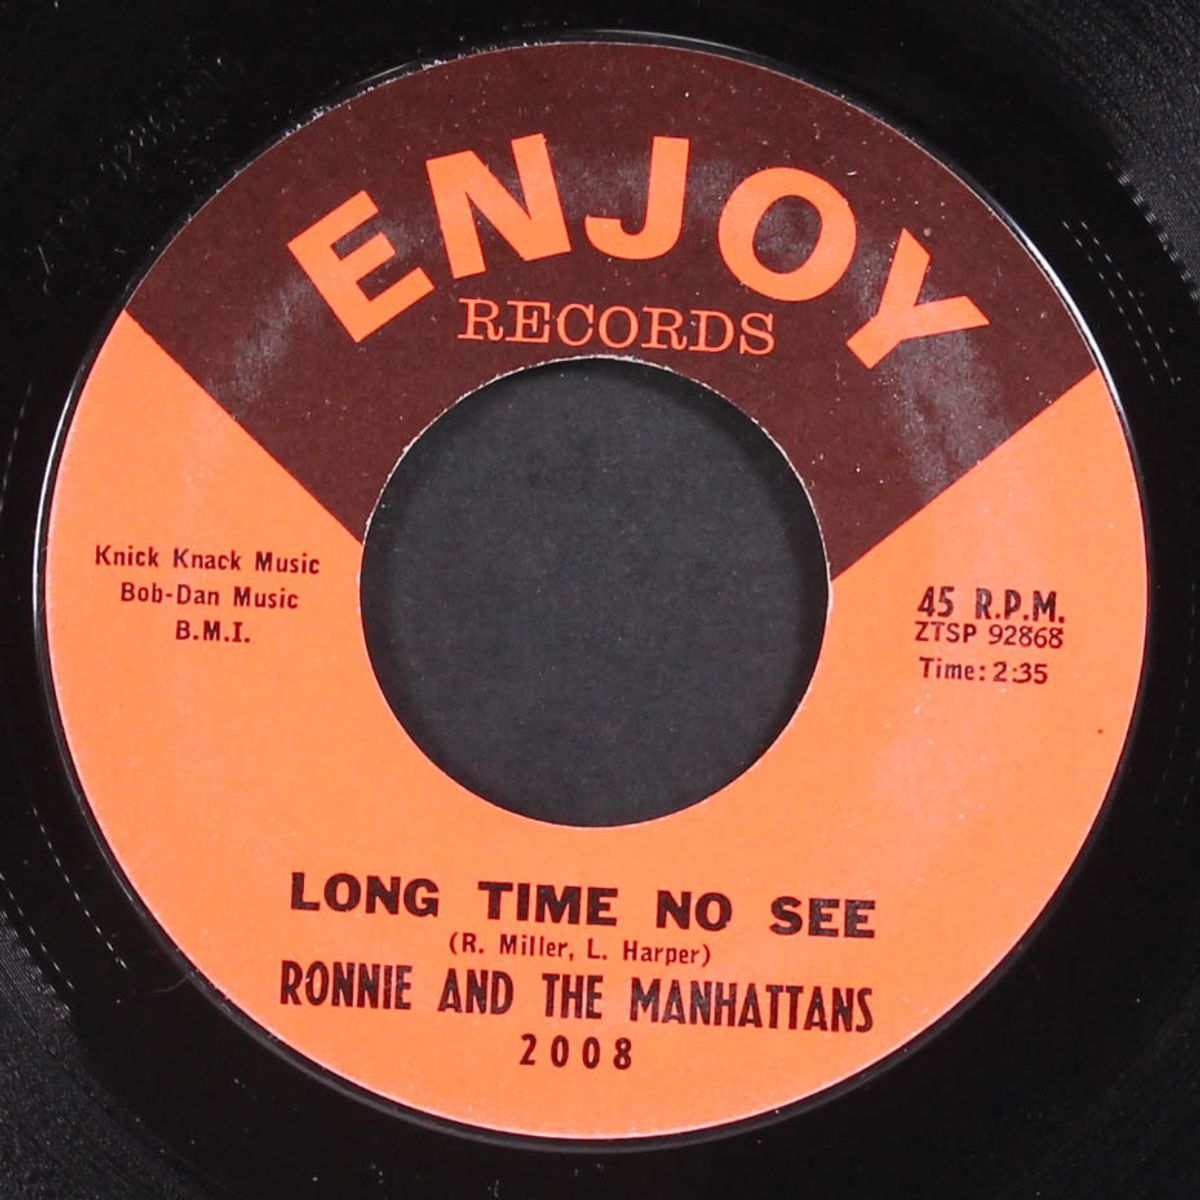 ENJOY
RECORDS
Knick Knack Music
Bob-Dan Music
B.M.I.
45 R.P.M.
ZTSP 92868
Time: 2:35
LONG TIME NO SEE
(R. Miller, L. Harper)
RONNIE AND THE MANHATTANS
2008